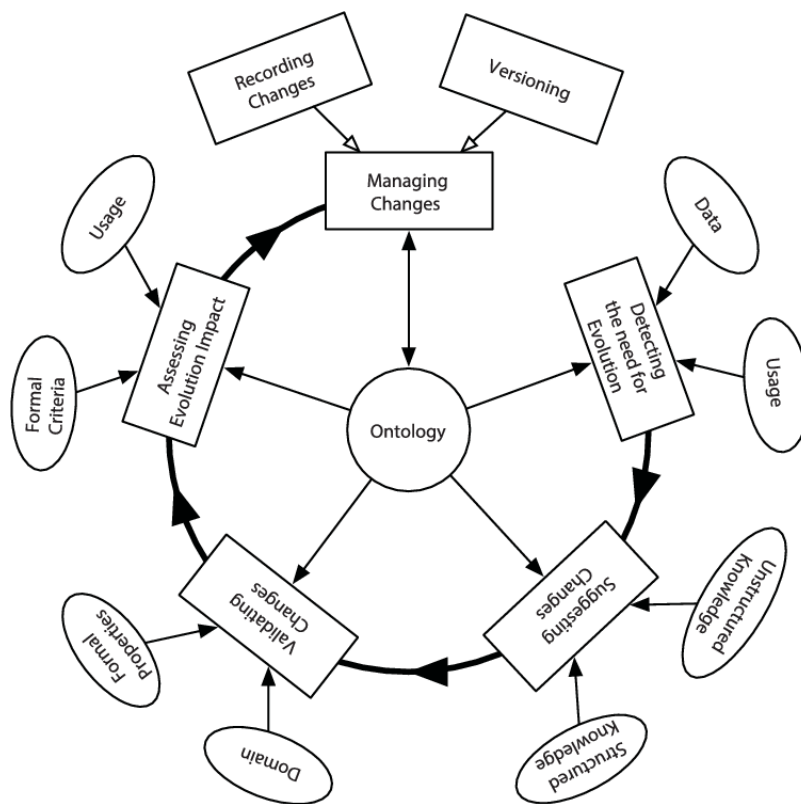 Recording
Changes
Versioning
Managing
Changes
Usage
Data
Detecting
the need for
Evolution
Assessing
Evolution Impact
Formal
Criteria
Usage
Ontology
Unstructured
Knowledge
Suggesting
Changes
Validating
Changes
Formal
Properties
Domain
Structured
Knowledge